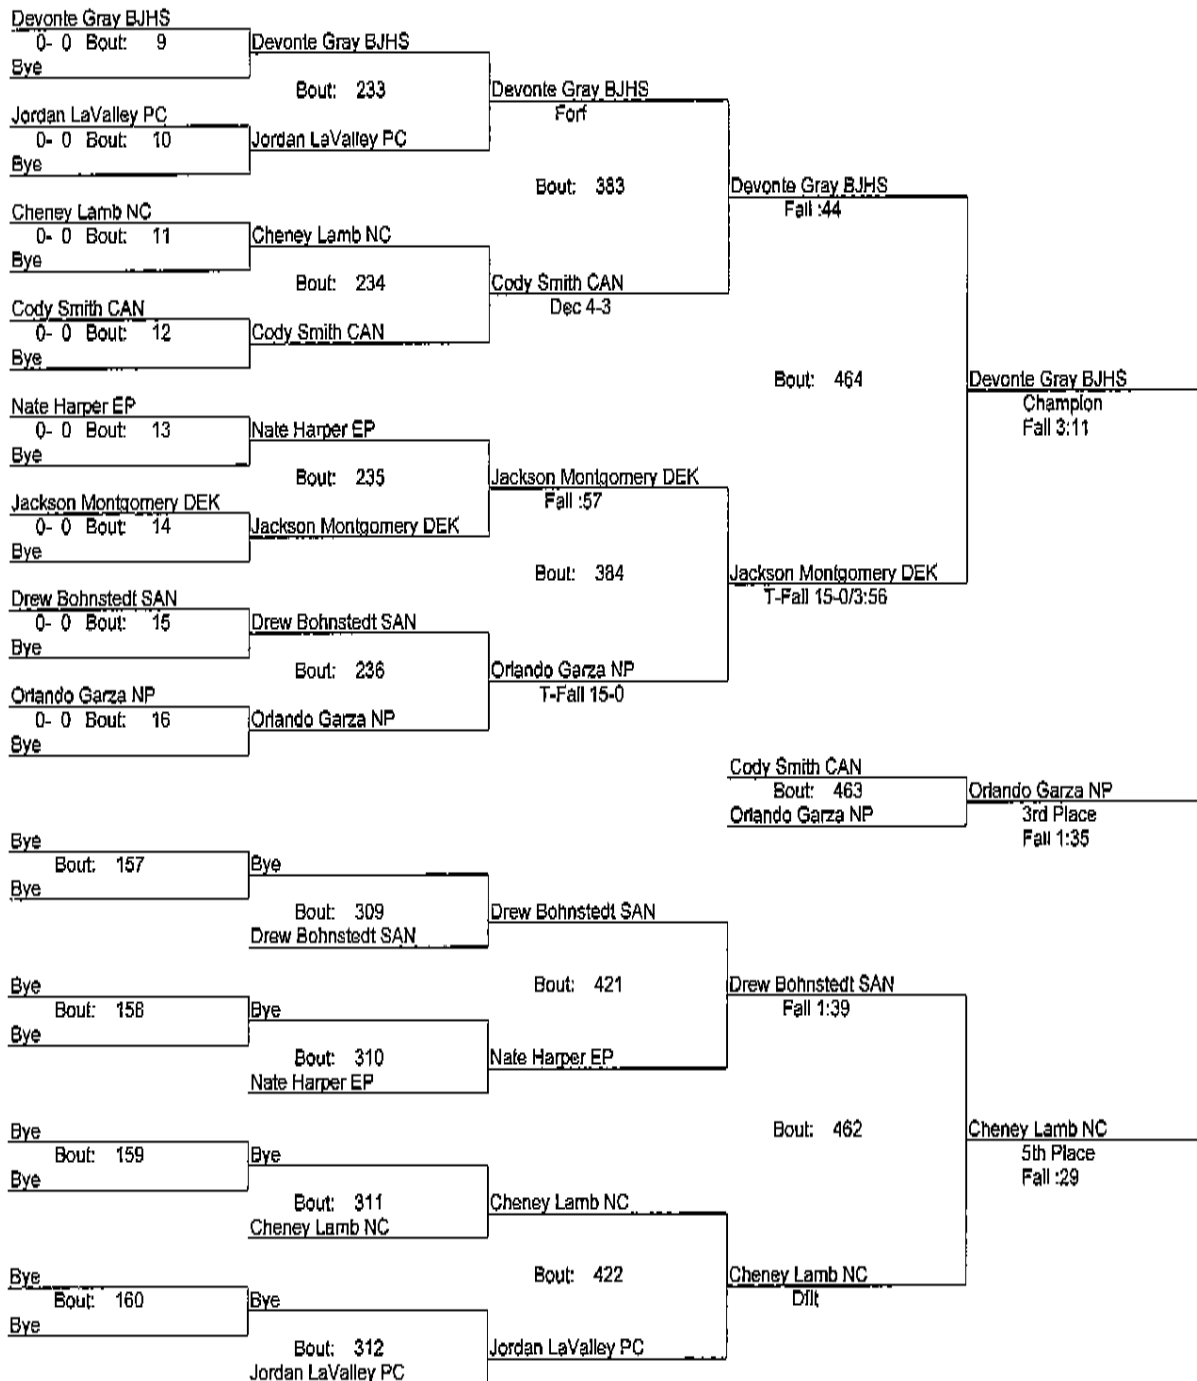 Devonte Gray BJHS
0- 0 Bout: 9
Bye
Devonte Gray BJHS
Bout: 233
Jordan LaValley PC
0- 0 Bout: 10
Bye
Jordan LaValley PC
Devonte Gray BJHS
Forf
Bout: 383
Cheney Lamb NC
0- 0 Bout: 11
Bye
Cheney Lamb NC
Bout: 234
Cody Smith CAN
0- 0 Bout: 12
Bye
Cody Smith CAN
Cody Smith CAN
Dec 4-3
Devonte Gray BJHS
Fall :44
Bout: 464
Devonte Gray BJHS
Champion
Fall 3:11
Nate Harper EP
0- 0 Bout: 13
Bye
Nate Harper EP
Bout: 235
Jackson Montgomery DEK
0- 0 Bout: 14
Bye
Jackson Montgomery DEK
Jackson Montgomery DEK
Fall :57
Bout: 384
Jackson Montgomery DEK
T-Fall 15-0/3:56
Drew Bohnstedt SAN
0- 0 Bout: 15
Bye
Drew Bohnstedt SAN
Bout: 236
Orlando Garza NP
0- 0 Bout: 16
Bye
Orlando Garza NP
Orlando Garza NP
T-Fall 15-0
Cody Smith CAN
Bout: 463
Orlando Garza NP
Orlando Garza NP
3rd Place
Fall 1:35
Bye
Bout: 157
Bye
Bye
Bout: 309
Drew Bohnstedt SAN
Drew Bohnstedt SAN
Bout: 421
Bye
Bout: 158
Bye
Bye
Bout: 310
Nate Harper EP
Nate Harper EP
Drew Bohnstedt SAN
Fall 1:39
Bout: 462
Cheney Lamb NC
5th Place
Fall :29
Bye
Bout: 159
Bye
Bye
Bout: 311
Cheney Lamb NC
Cheney Lamb NC
Bout: 422
Cheney Lamb NC
Dflt
Bye
Bout: 160
Bye
Bye
Bout: 312
Jordan LaValley PC
Jordan LaValley PC